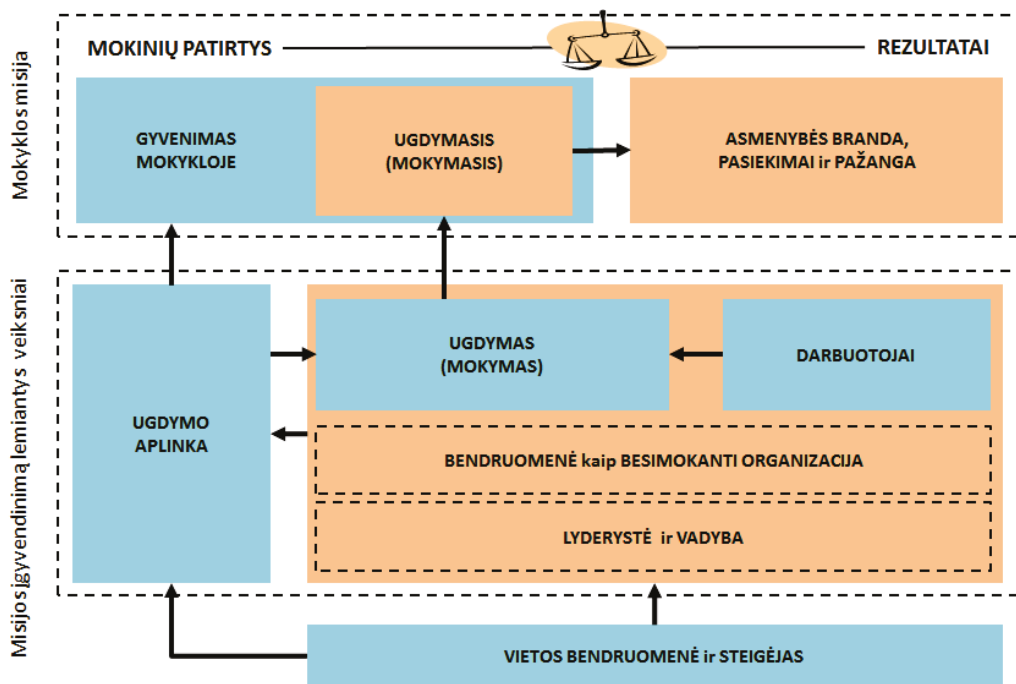 Mokyklos misija
MOKINIŲ PATIRTYS
REZULTATAI
GYVENIMAS
MOKYKLOJE
UGDYMASIS
(MOKYMASIS)
ASMENYBĖS BRANDA,
PASIEKIMAI ir PAŽANGA
Misijos įgyvendinimą lemiantys veiksniai
UGDYMO
APLINKA
UGDYMAS
(MOKYMAS)
DARBUOTOJAI
BENDRUOMENĖ kaip BESIMOKANTI ORGANIZACIJA
LYDERYSTĖ ir VADYBA
VIETOS BENDRUOMENĖ ir STEIGĖJAS